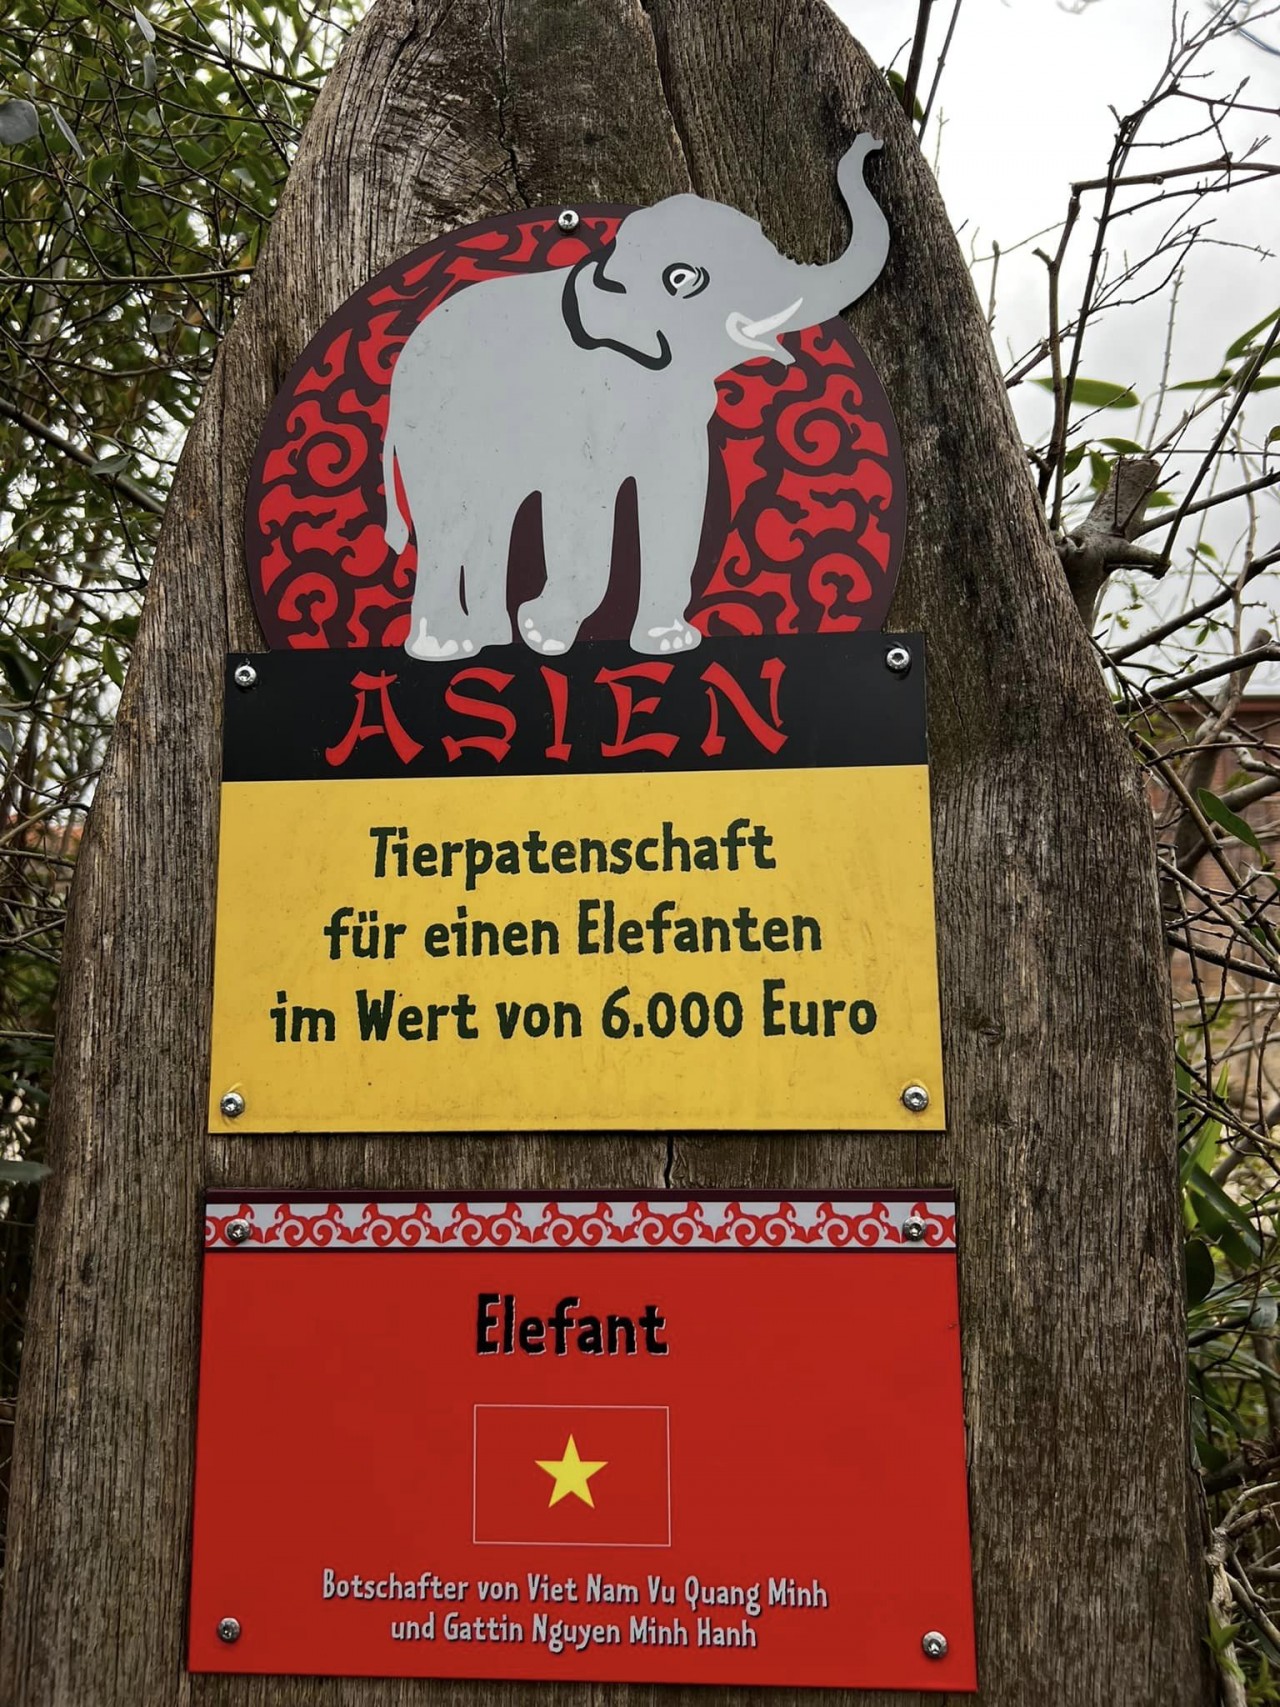 ASIEN
Tierpatenschaft
für einen Elefanten
im Wert von 6.000 Euro
Elefant
Botschafter von Viet Nam Vu Quang Minh
und Gattin Nguyen Minh Hanh